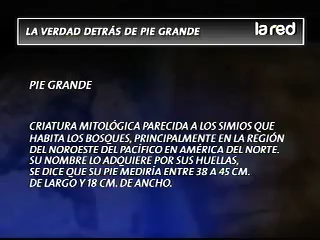 LA VERDAD DETRÁS DE PIE GRANDE
la red
PIE GRANDE
CRIATURA MITOLÓGICA PARECIDA A LOS SIMIOS QUE
HABITA LOS BOSQUES, PRINCIPALMENTE EN LA REGIÓN
DEL NOROESTE DEL PACÍFICO EN AMÉRICA DEL NORTE.
SU NOMBRE LO ADQUIERE POR SUS HUELLAS,
SE DICE QUE SU PIE MEDIRÍA ENTRE 38 A 45 CM.
DE LARGO Y 18 CM. DE ANCHO.